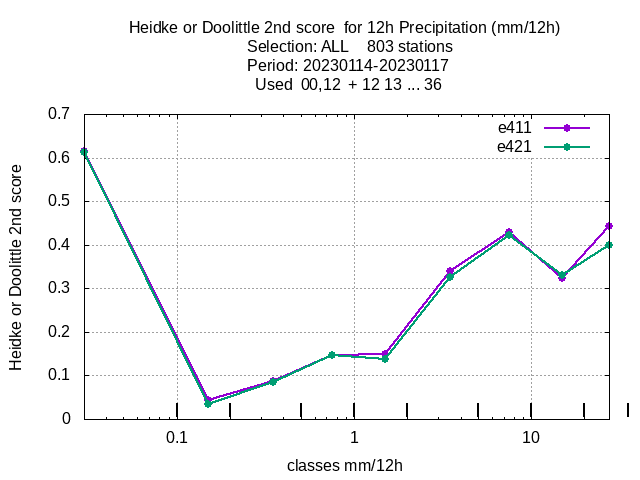 Heidke or Doolittle 2nd score  for 12h Precipitation (mm/12h)
Selection: ALL    803 stations
Period: 20230114-20230117
Used  00,12  + 12 13 ... 36
e411
e421
Heidke or Doolittle 2nd score
0.7
0.6
0.5
0.4
0.3
0.2
0.1
0
0.1 1 10
classes mm/12h